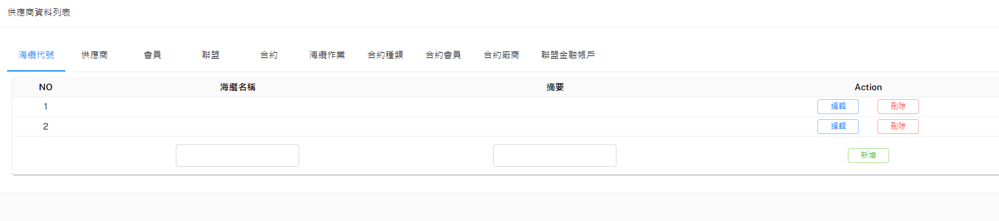 供應商資料列表
海纜代號 供應商 會員 聯盟 合約 海纜作業 合約種類 合約會員 合約廠商 聯盟金融帳戶
NO 海纜名稱 摘要 Action
1 編輯 刪除
2 編輯 刪除
新增